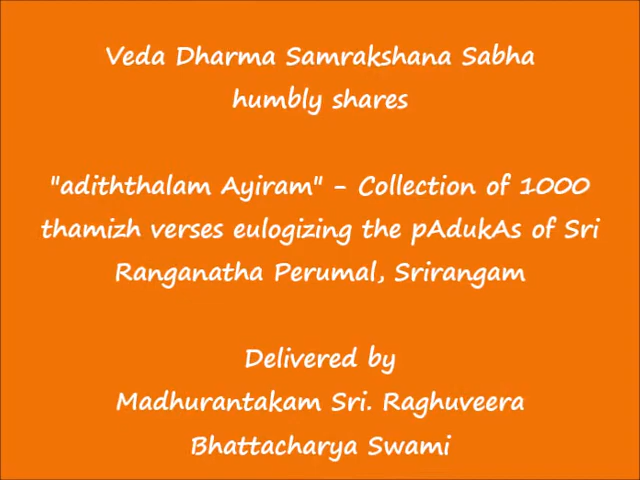 Veda Dharma Samrakshana Sabha
humbly shares
"adiththalam Ayiram" - Collection of 1000
thamizh verses eulogizing the pAdukAs of Sri
Ranganatha Perumal, Srirangam
Delivered by
Madhurantakam Sri. Raghuveera
Bhattacharya Swami